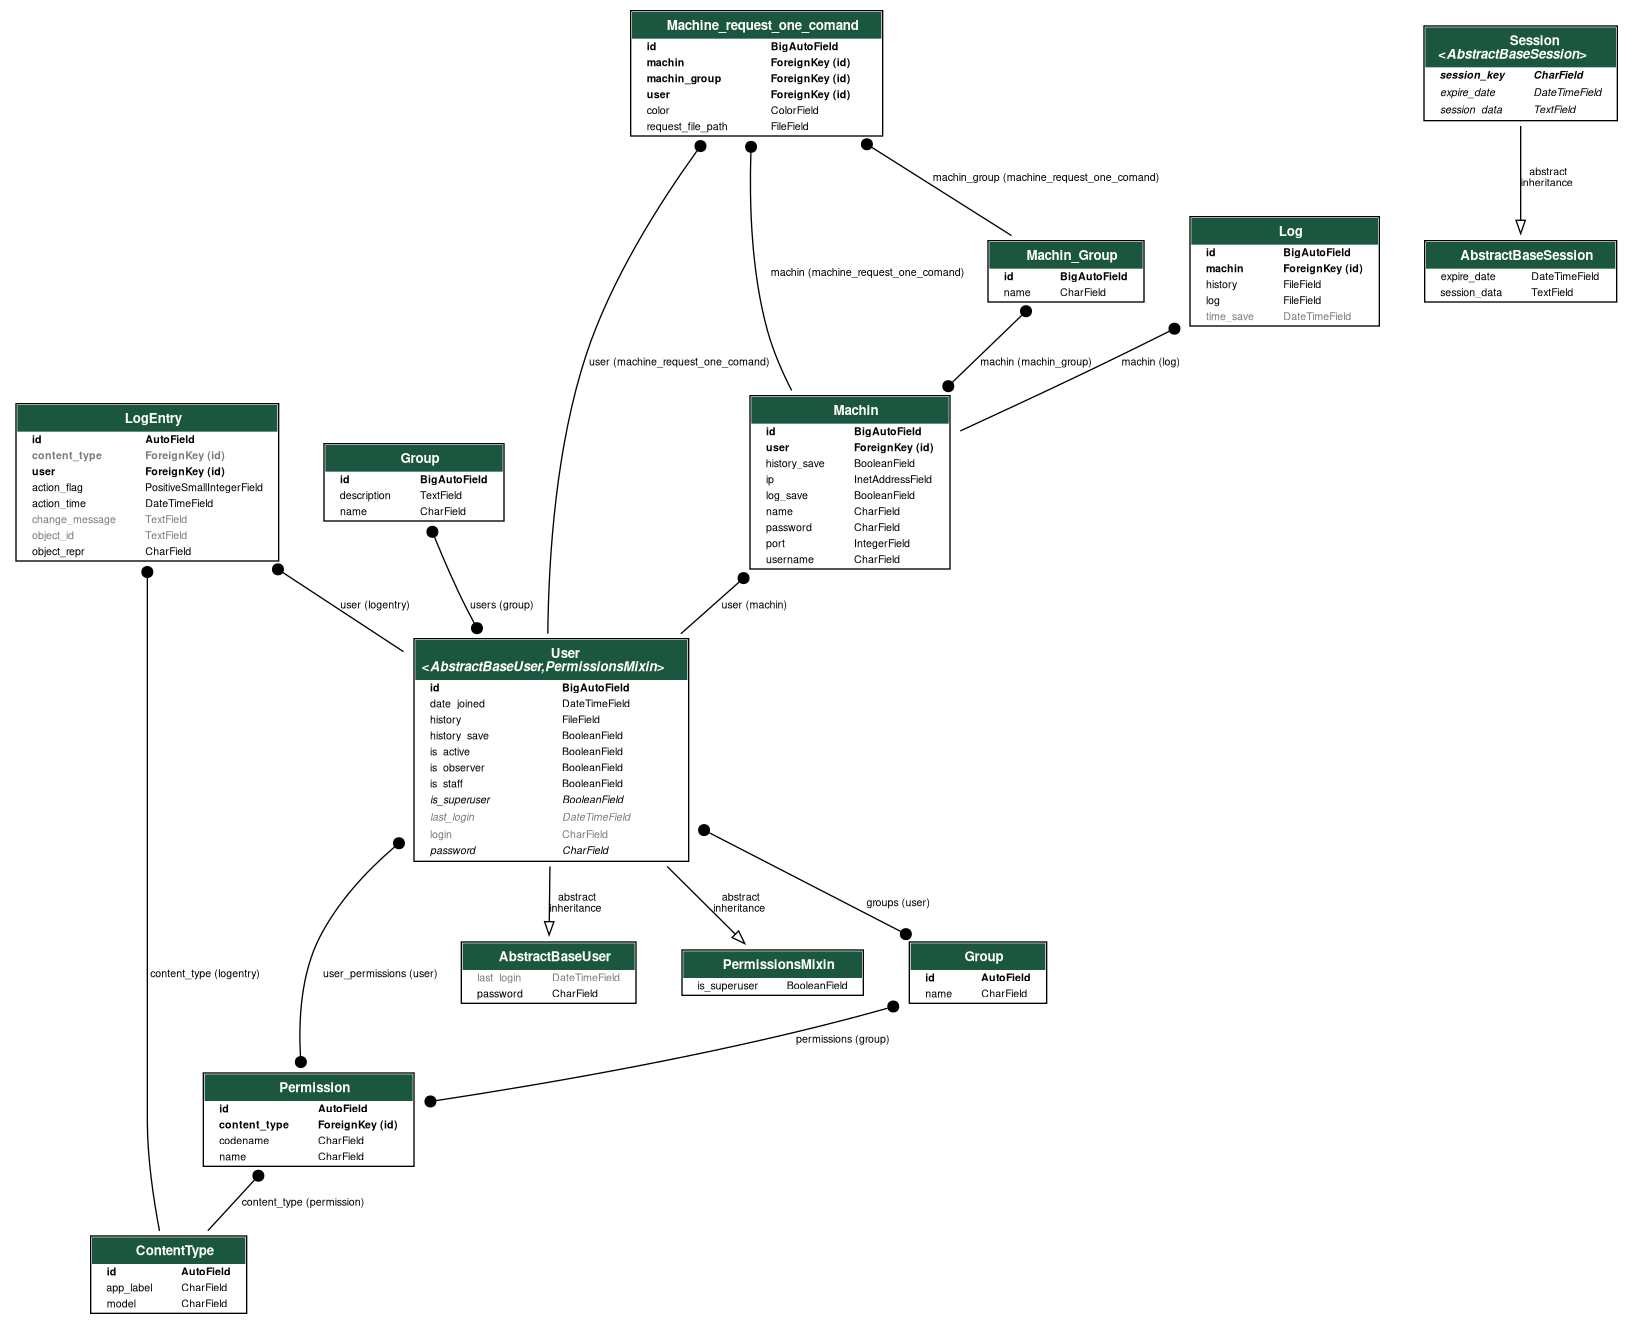 Machine_request_one_comand
id BigAutoField
machin ForeignKey (id)
machin_group ForeignKey (id)
user ForeignKey (id)
color ColorField
request_file_path FileField
Session
<AbstractBaseSession>
session_key CharField
expire_date DateTimeField
session_data TextField
abstract
inheritance
machin_group (machine_request_one_comand)
Machin_Group
id BigAutoField
name CharField
Log
id BigAutoField
machin ForeignKey (id)
history FileField
log FileField
time_save DateTimeField
AbstractBaseSession
expire_date DateTimeField
session_data TextField
machin (machine_request_one_comand)
user (machine_request_one_comand)
machin (machin_group)
machin (log)
LogEntry
id AutoField
content_type ForeignKey (id)
user ForeignKey (id)
action_flag PositiveSmallIntegerField
action_time DateTimeField
change_message TextField
object_id TextField
object_repr CharField
Group
id BigAutoField
description TextField
name CharField
Machin
id BigAutoField
user ForeignKey (id)
history_save BooleanField
ip InetAddressField
log_save BooleanField
name CharField
password CharField
port IntegerField
username CharField
user (logentry)
users (group)
user (machin)
User
<AbstractBaseUser,PermissionsMixin>
id BigAutoField
date_joined DateTimeField
history FileField
history_save BooleanField
is_active BooleanField
is_observer BooleanField
is_staff BooleanField
is_superuser BooleanField
last_login DateTimeField
login CharField
password CharField
abstract
inheritance
abstract
inheritance
groups (user)
content_type (logentry)
user_permissions (user)
AbstractBaseUser
last_login DateTimeField
password CharField
PermissionsMixin
is_superuser BooleanField
Group
id AutoField
name CharField
permissions (group)
Permission
id AutoField
content_type ForeignKey (id)
codename CharField
name CharField
content_type (permission)
ContentType
id AutoField
app_label CharField
model CharField